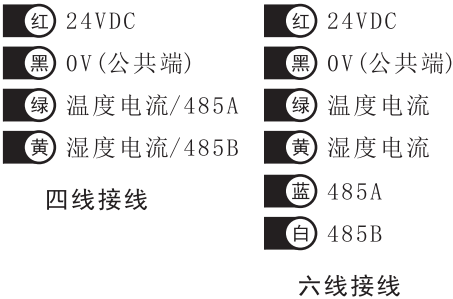 红 24VDC
黑 0V(公共端)
绿 温度电流/485A
黄 湿度电流/485B
四线接线
红 24VDC
黑 0V(公共端)
绿 温度电流
黄 湿度电流
蓝 485A
白 485B
六线接线